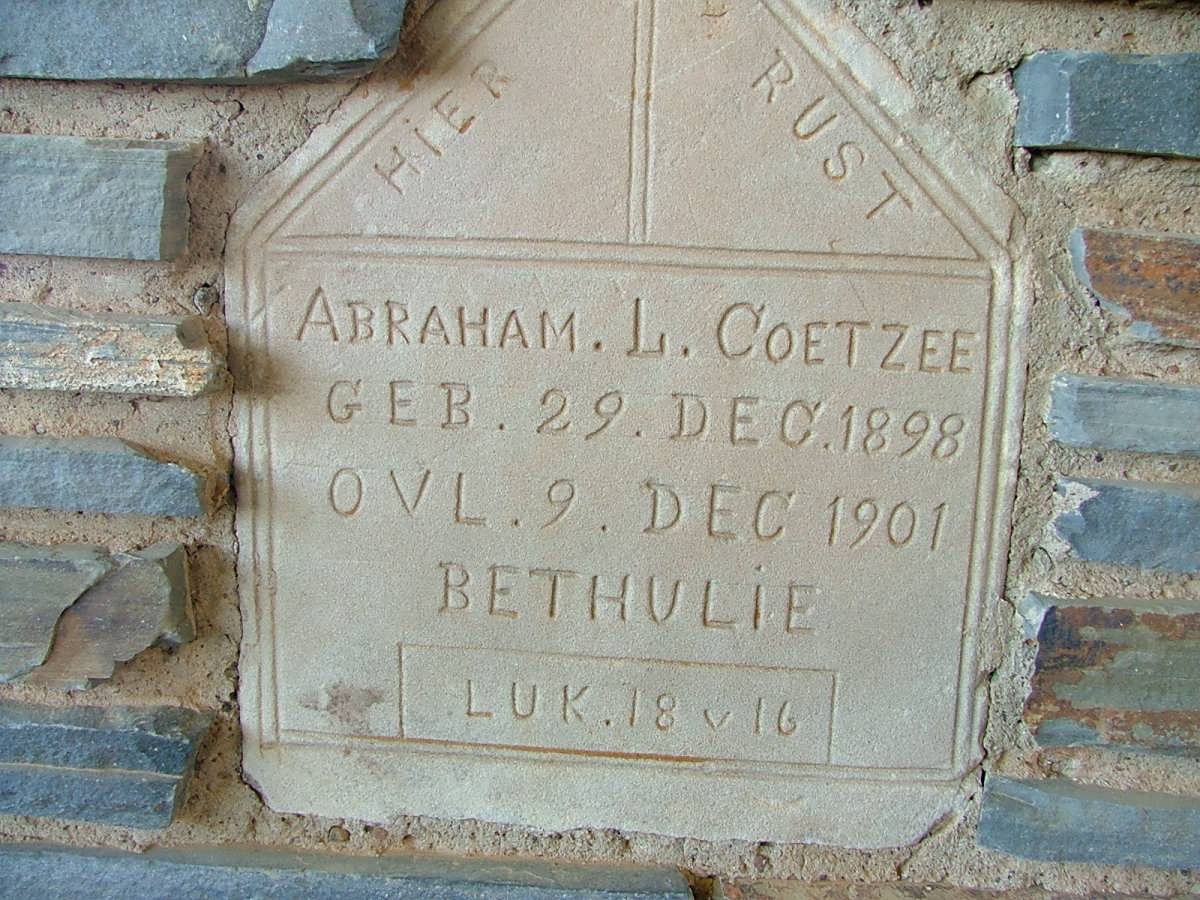 HiER RUST
ABRAHAM. L. COETZEE
GEB. 29. DEC. 1898
OVL. 9. DEC 1901
BETHULiE
LUK. 18 v 16